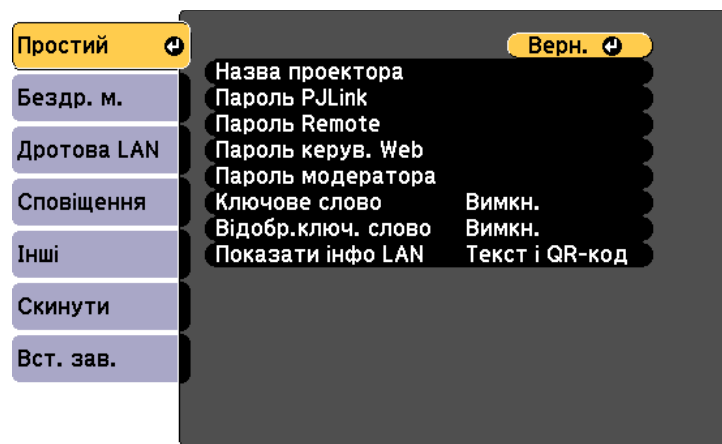 Простий
Бездр. м.
Дротова LAN
Сповіщення
Інші
Скинути
Вст. зав.
Верн.
Назва проектора
Пароль PJLink
Пароль Remote
Пароль керув. Web
Пароль модератора
Ключове слово Вимкн.
Відобр.ключ. слово Вимкн.
Показати інфо LAN Текст і QR-код